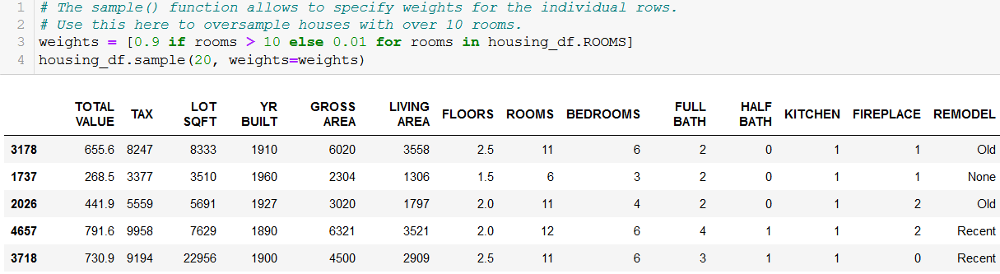 1 # The sample() function allows to specify weights for the individual rows.
2 # Use this here to oversample houses with over 10 rooms.
3 weights = [0.9 if rooms > 10 else 0.01 for rooms in housing_df.ROOMS]
4 housing_df.sample(20, weights=weights)
TOTAL VALUE TAX LOT SQFT YR BUILT GROSS AREA LIVING AREA FLOORS ROOMS BEDROOMS FULL BATH HALF BATH KITCHEN FIREPLACE REMODEL
3178 655.6 8247 8333 1910 6020 3558 2.5 11 6 2 0 1 1 Old
1737 268.5 3377 3510 1960 2304 1306 1.5 6 3 2 0 1 1 None
2026 441.9 5559 5691 1927 3020 1797 2.0 11 4 2 0 1 2 Old
4657 791.6 9958 7629 1890 6321 3521 2.0 12 6 4 1 1 2 Recent
3718 730.9 9194 22956 1900 4500 2909 2.5 11 6 3 1 1 0 Recent